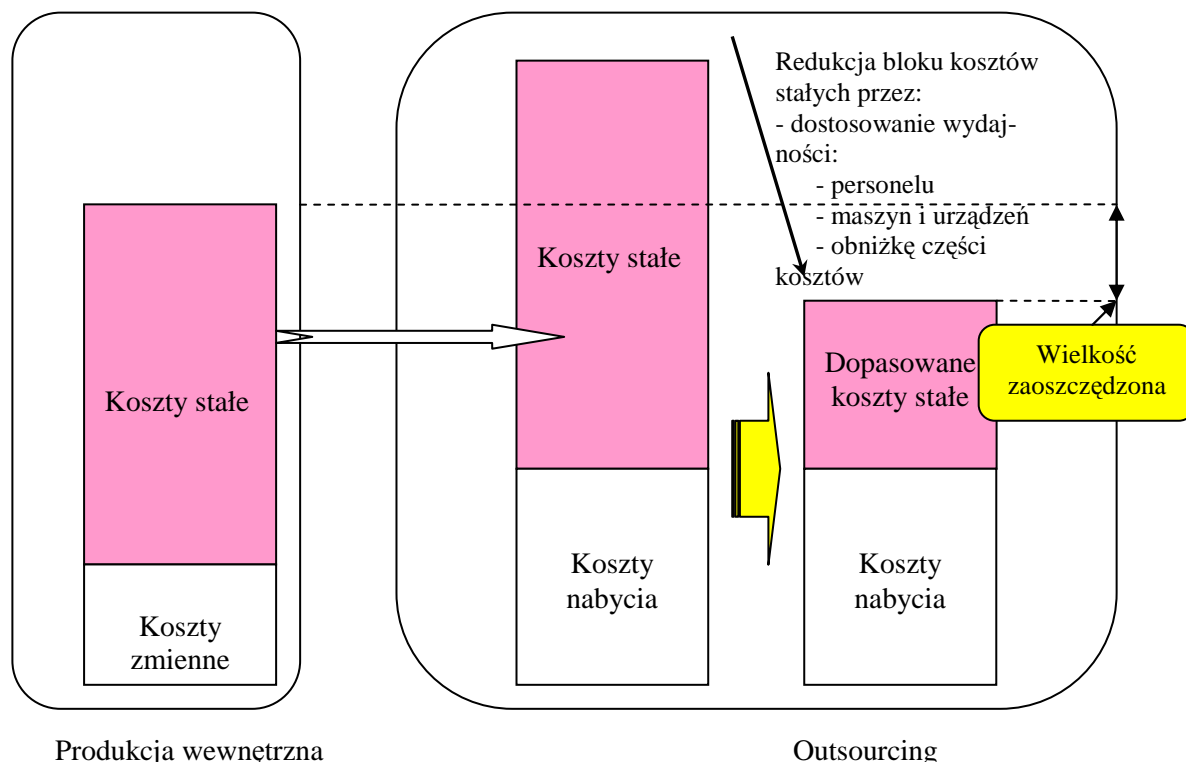 Redukcja bloku kosztów
stałych przez:
- dostosowanie wydaj-
ności:
- personelu
- maszyn i urządzeń
- obniżkę części
kosztów
Koszty stałe
Koszty stałe
Dopasowane
koszty stałe
Wielkość
zaoszczędzona
Koszty
zmienne
Koszty
nabycia
Koszty
nabycia
Produkcja wewnętrzna
Outsourcing